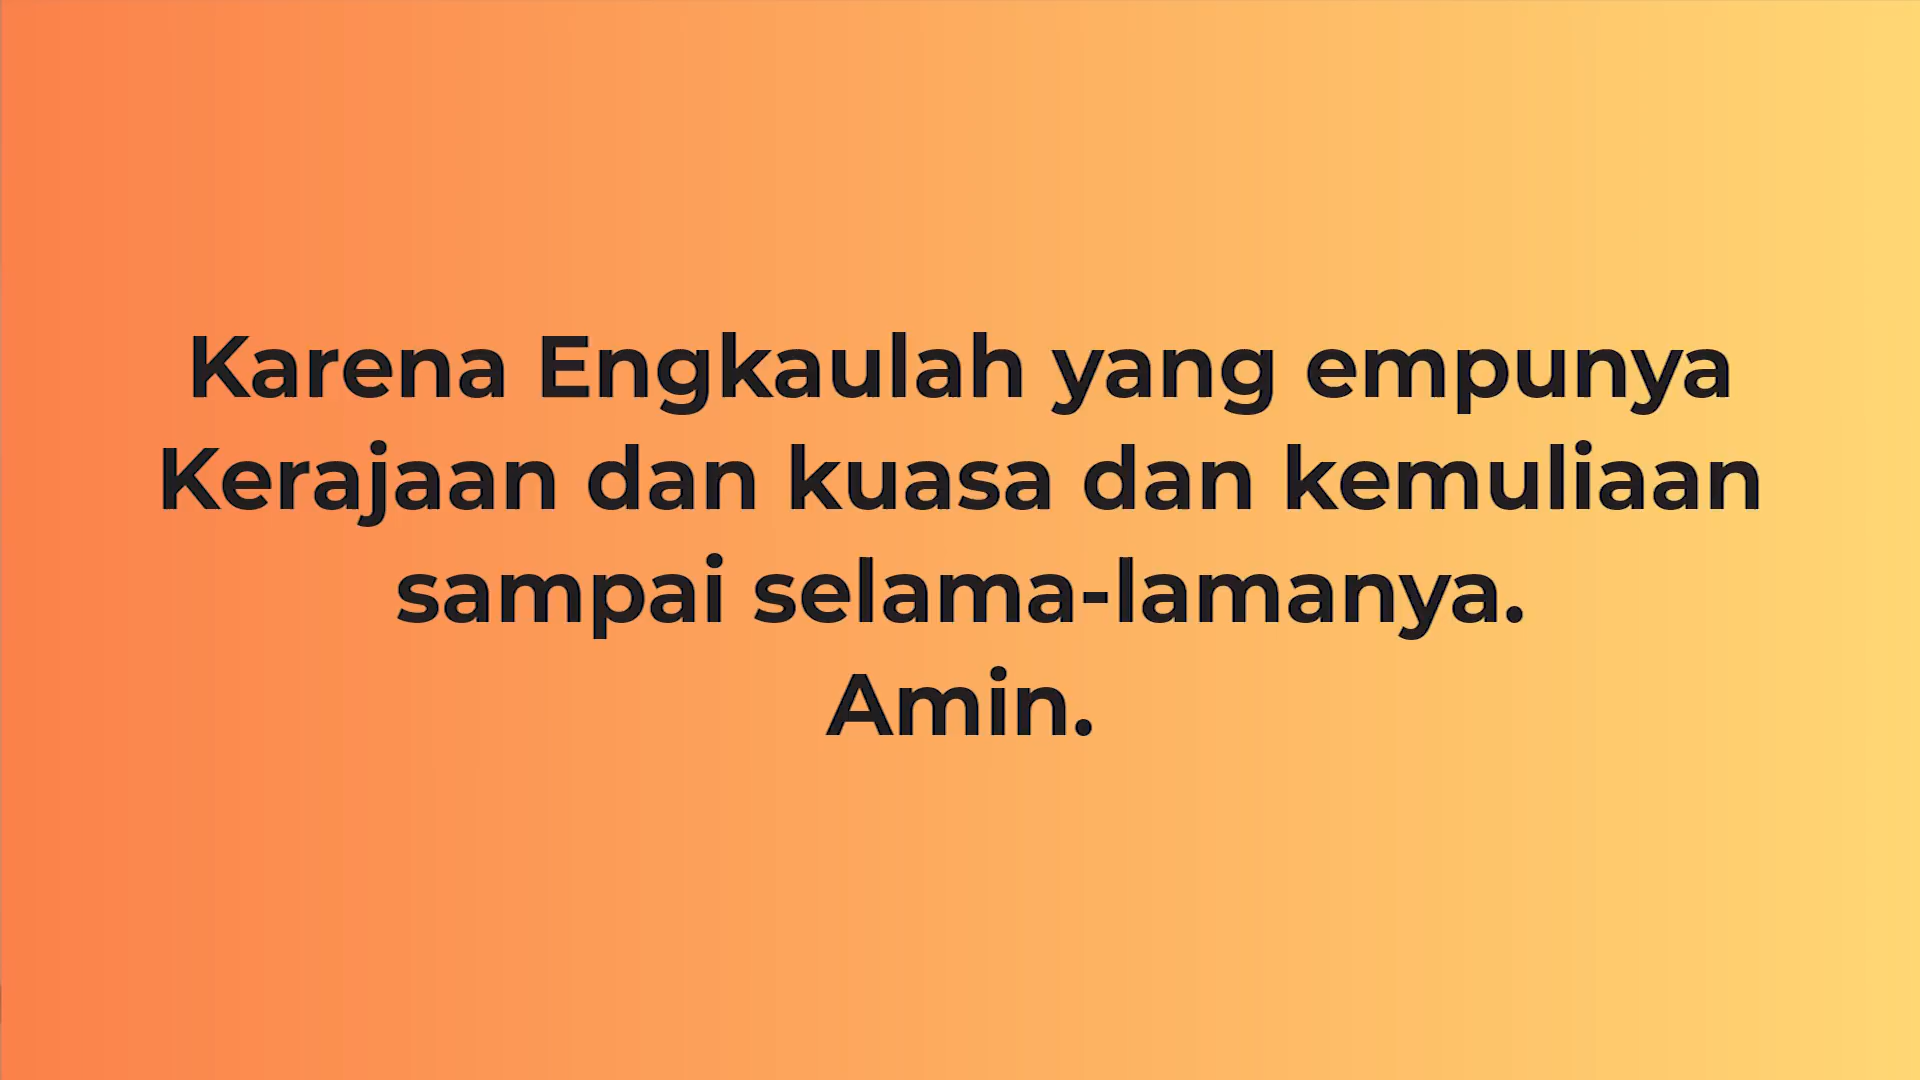 Karena Engkaulah yang empunya
Kerajaan dan kuasa dan kemuliaan
sampai selama-lamanya.
Amin.